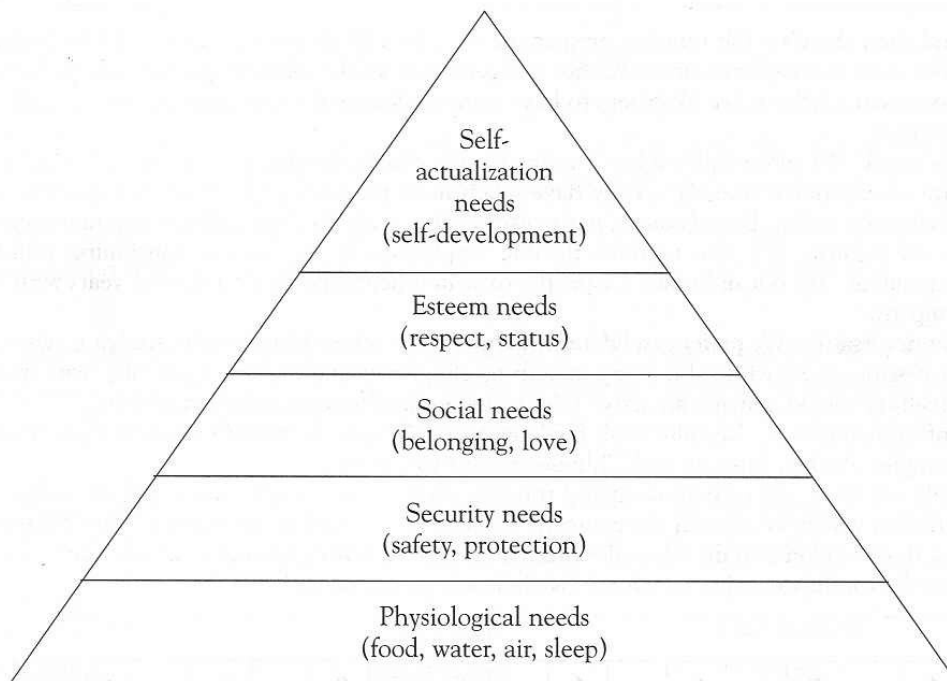 Self-
actualization
needs
(self-development)
Esteem needs
(respect, status)
Social needs
(belonging, love)
Security needs
(safety, protection)
Physiological needs
(food, water, air, sleep)